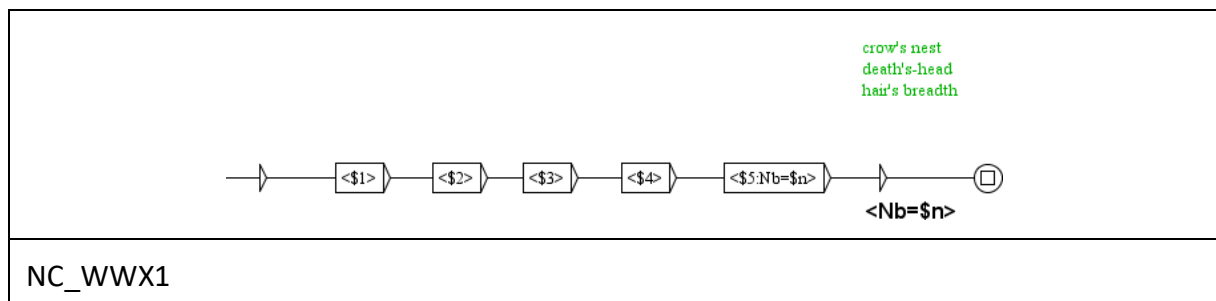 crow's nest
death's-head
hair's breadth
<$1> <$2> <$3> <$4> <$5:Nb=$n>
<Nb=$n>
NC_WWX1